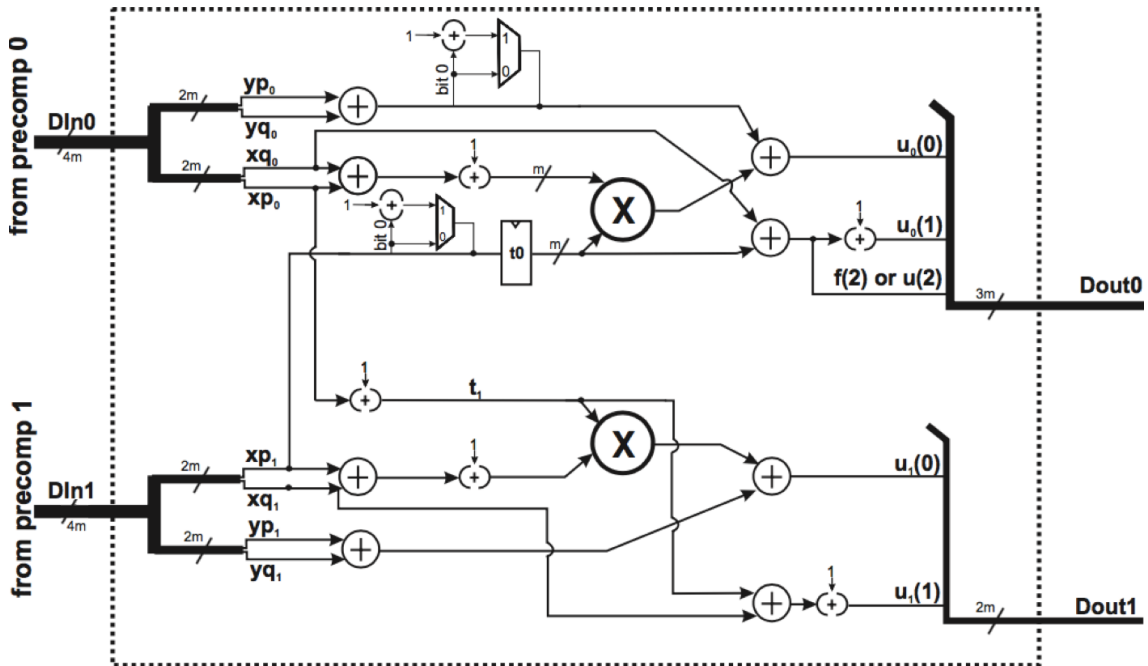 1
1
0
bit 0
from precomp 0
DIn0
4m
2m
yp₀
yq₀
2m
xq₀
xp₀
1
m
1
1
0
bit 0
t0
m
X
u₀(0)
1
u₀(1)
f(2) or u(2)
3m
Dout0
1
t₁
X
from precomp 1
DIn1
4m
2m
xp₁
xq₁
1
2m
yp₁
yq₁
u₁(0)
1
u₁(1)
2m
Dout1